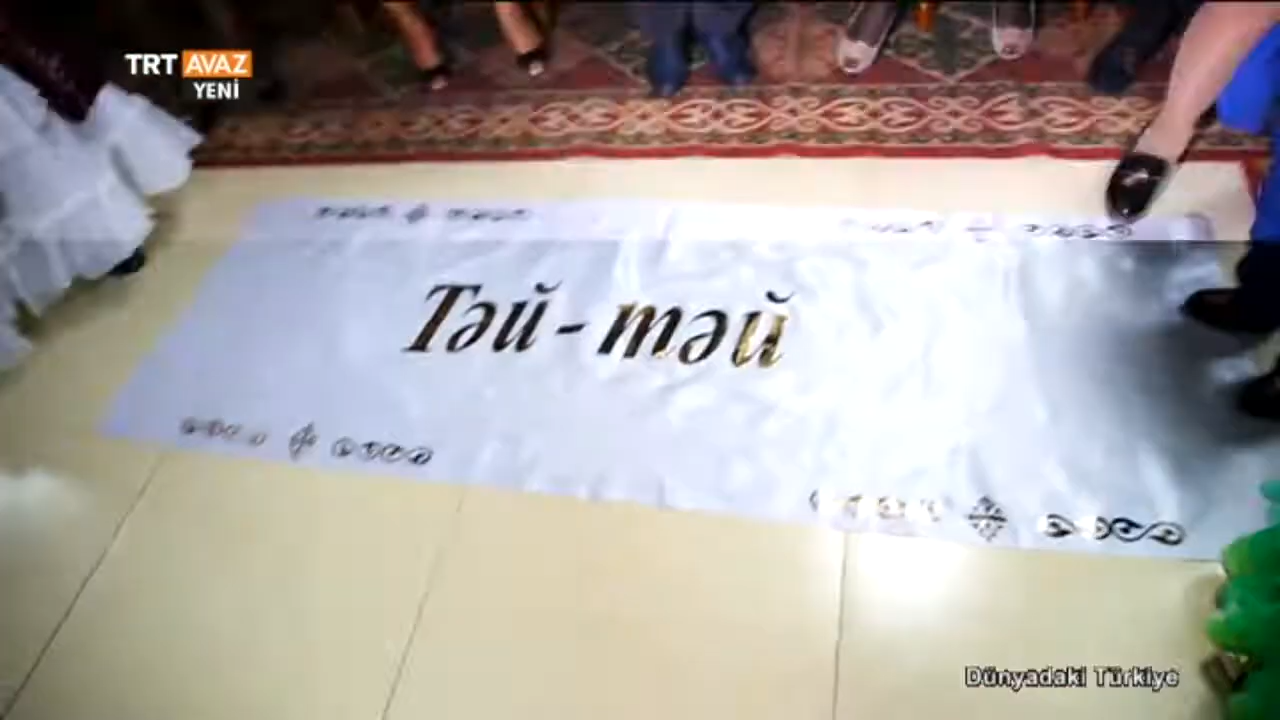 TRT AVAZ
YENİ
Тәй - тәй
Dünyadaki Türkiye